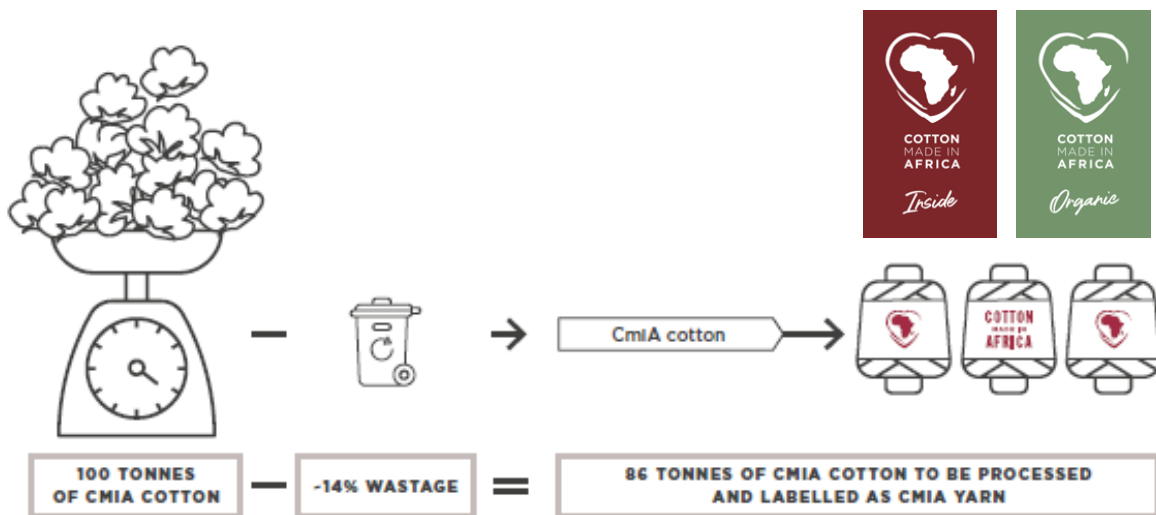 COTTON
MADE IN
AFRICA
Inside
COTTON
MADE IN
AFRICA
Organic
CmiA cotton
COTTON
MADE IN
AFRICA
100 TONNES
OF CMIA COTTON
-14% WASTAGE
86 TONNES OF CMIA COTTON TO BE PROCESSED
AND LABELLED AS CMIA YARN